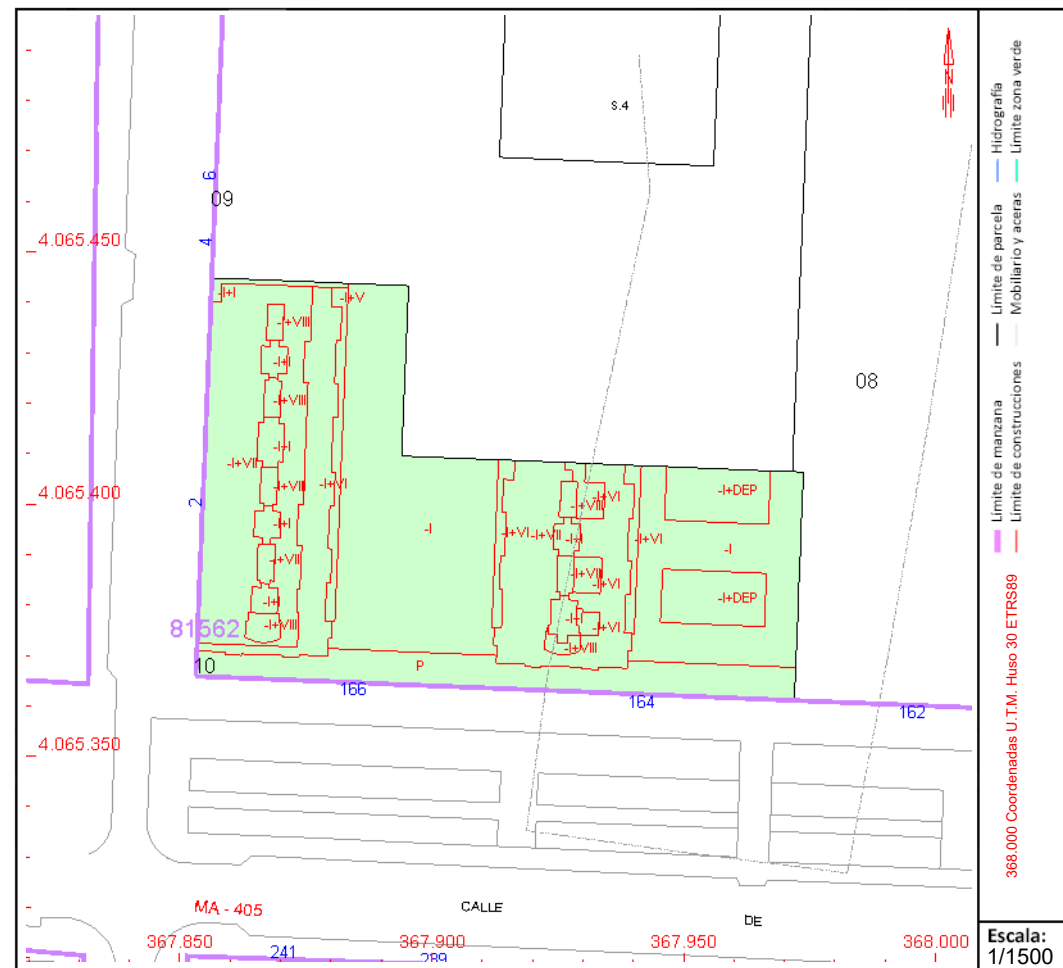 S.4
6
09
4
4.065.450
-I+I
-I+V
-I+VIII
-I+I
08
-I+VIII
-I+I
-I+VII
-I+VIII
-I+VI
4.065.400
2
-I+I
-I
-I+VII
-I+I
-I+VIII
81562
10
P
-I+VI
-I+VIII
-I+VI
-I+VII
-I+I
-I+VI
-I+DEP
-I
-I+VII
-I+VI
-I+DEP
-I+I
-I+VI
-I+VIII
166
164
162
4.065.350
MA - 405
CALLE
DE
367.850
367.900
367.950
368.000
241
289
N
Límite de manzana
Límite de parcela
Hidrografía
Límite de construcciones
Mobiliario y aceras
Límite zona verde
368.000 Coordenadas U.T.M. Huso 30 ETRS89
Escala:
1/1500